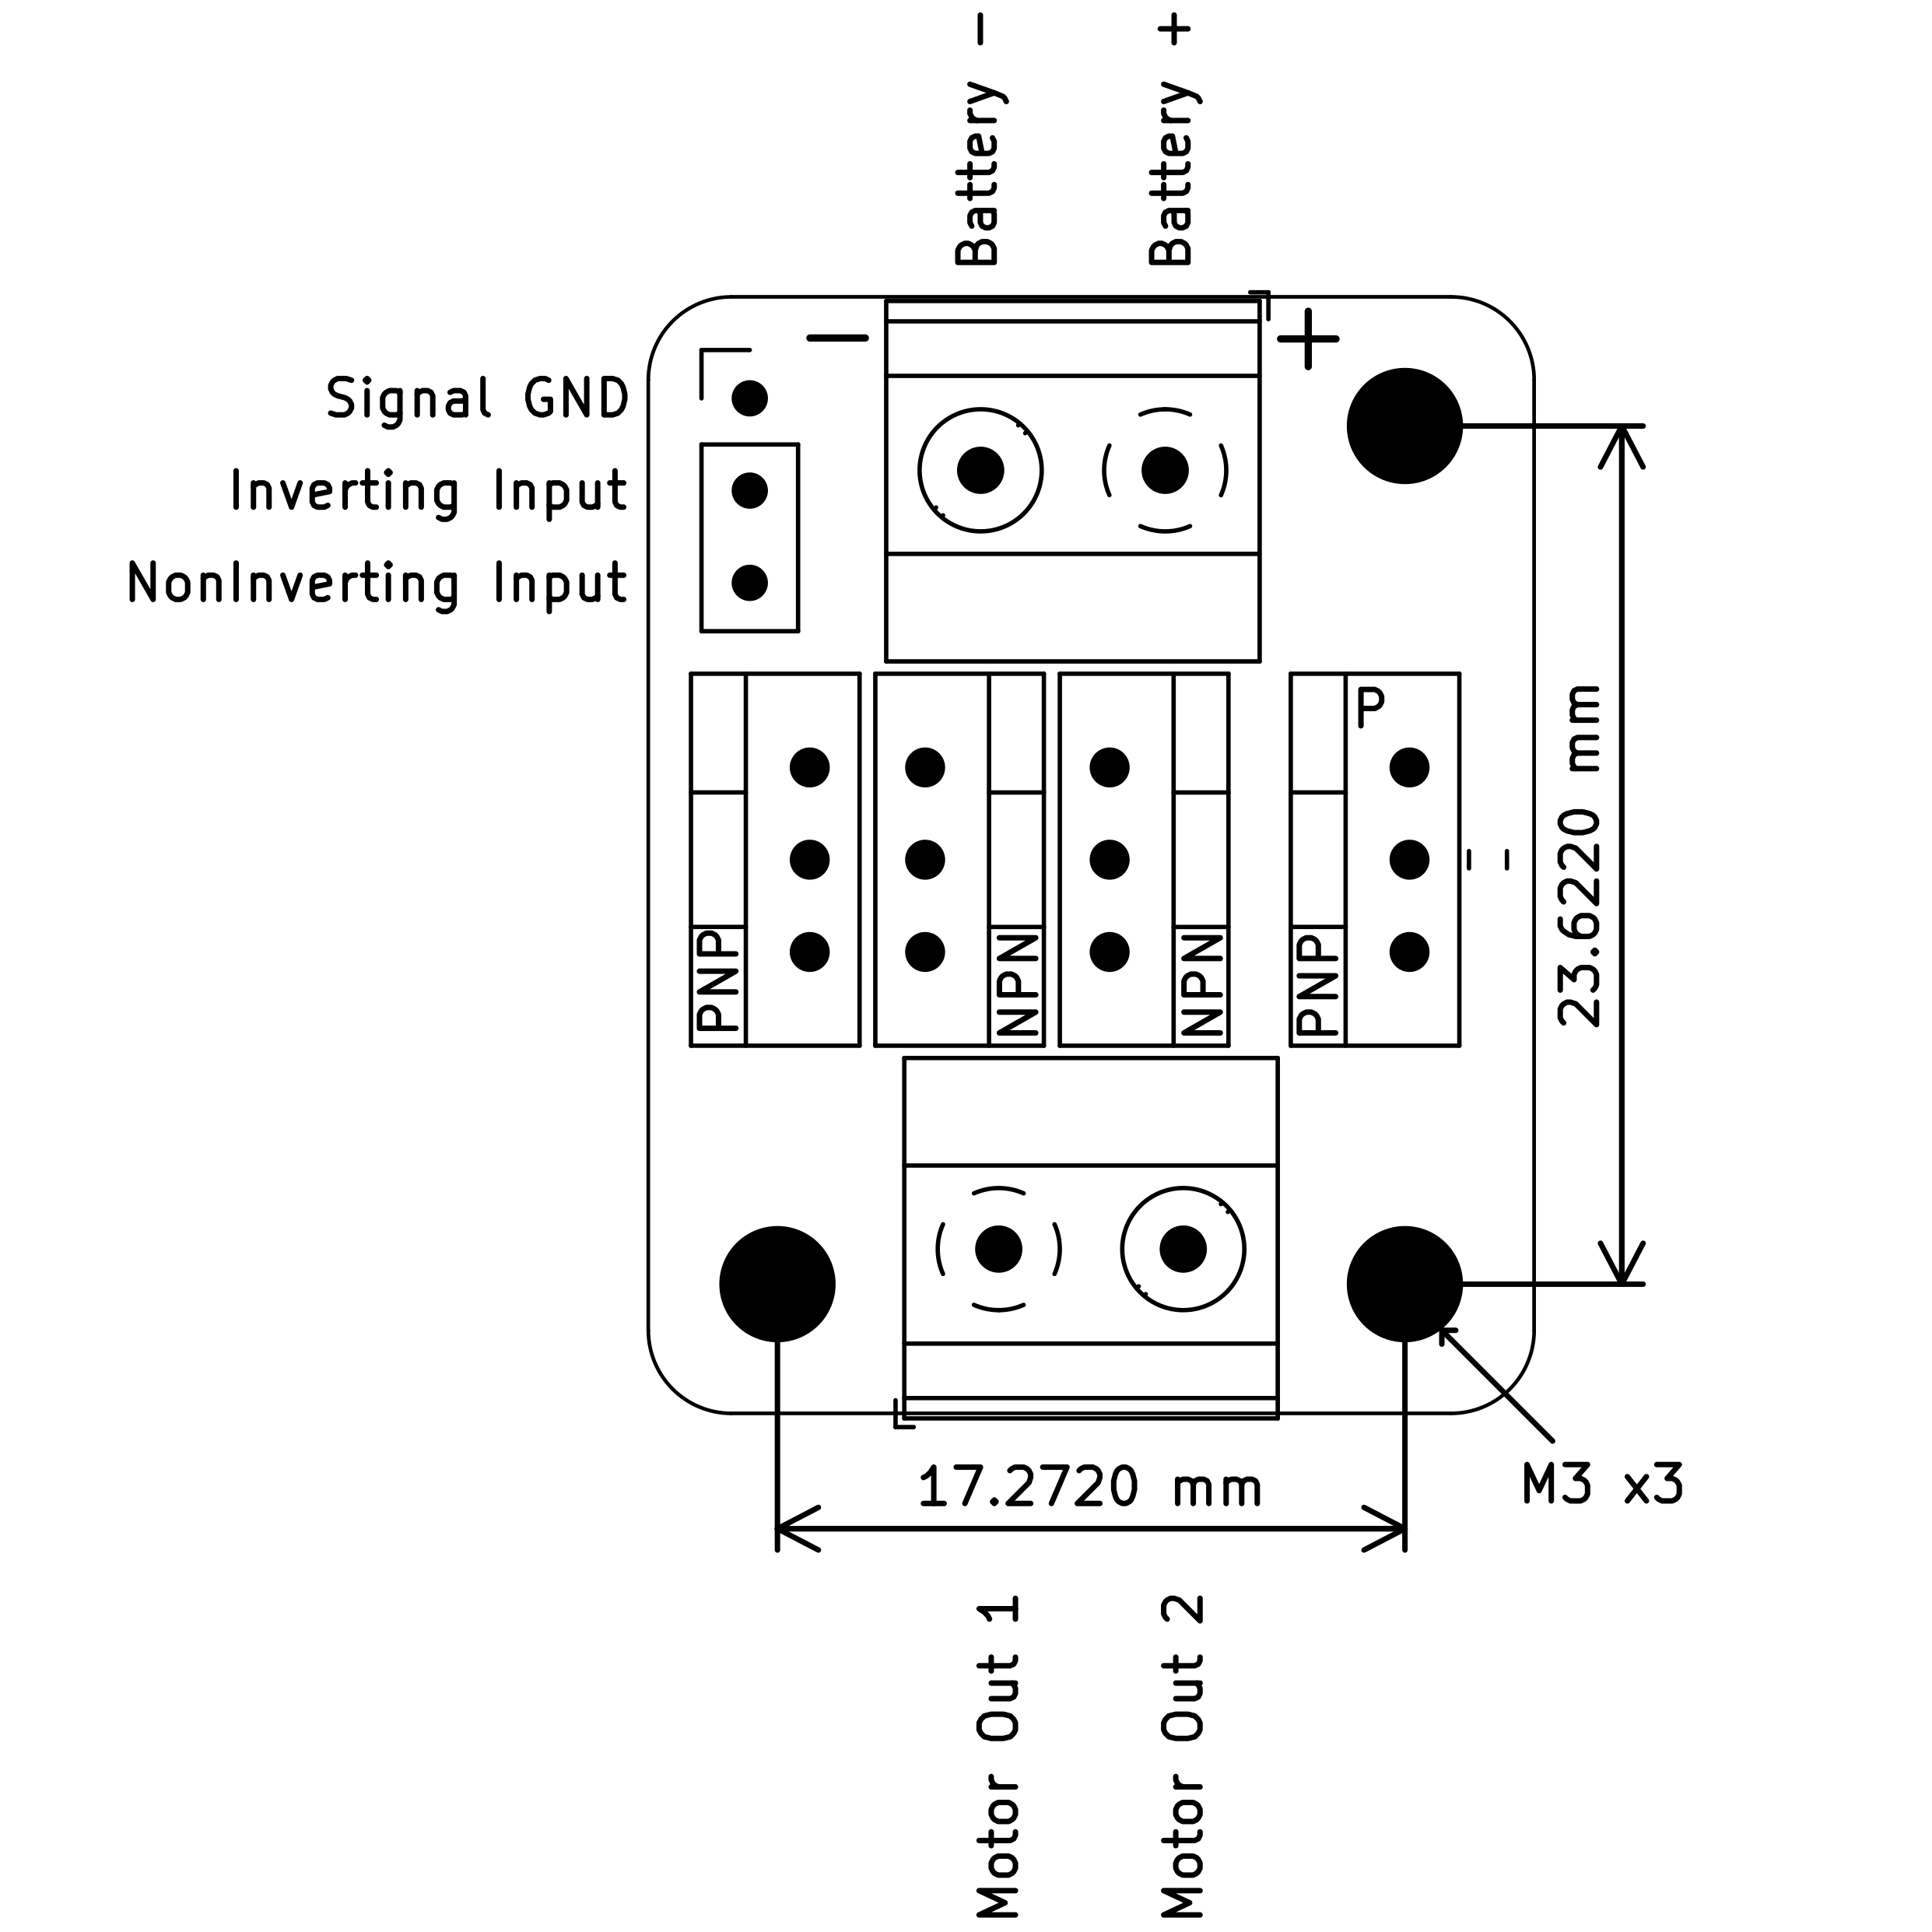 Battery -
Battery +
- +
Signal GND
Inverting Input
NonInverting Input
P
PNP
NPN
NPN
PNP
23.6220 mm
17.2720 mm
M3 x3
Motor Out 1
Motor Out 2